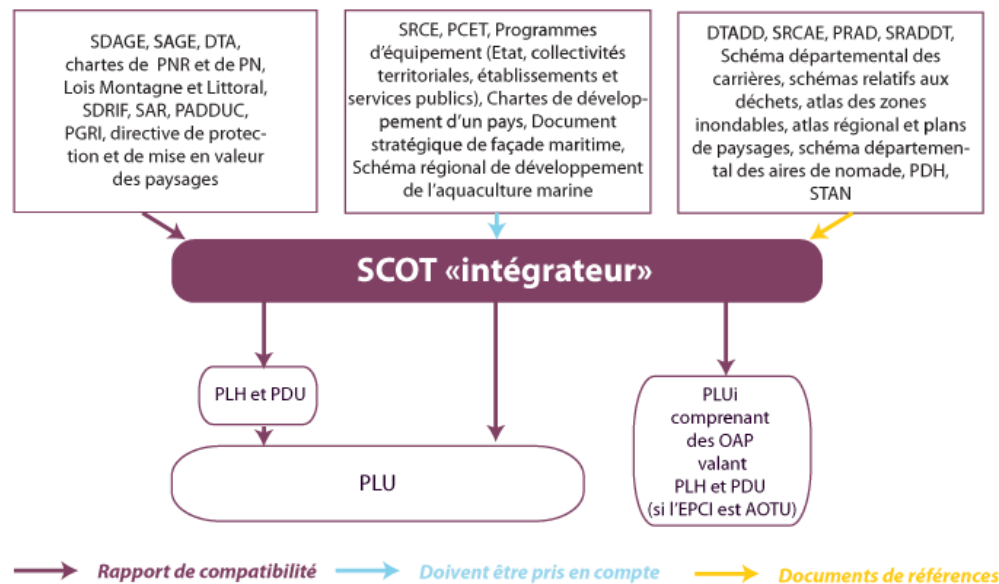 SDAGE, SAGE, DTA,
chartes de PNR et de PN,
Lois Montagne et Littoral,
SDRIF, SAR, PADDUC,
PGRI, directive de protec-
tion et de mise en valeur
des paysages
SRCE, PCET, Programmes
d'équipement (Etat, collectivités
territoriales, établissements et
services publics), Chartes de dévelop-
pement d'un pays, Document
stratégique de façade maritime,
Schéma régional de développement
de l'aquaculture marine
DTADD, SRCAE, PRAD, SRADDT,
Schéma départemental des
carrières, schémas relatifs aux
déchets, atlas des zones
inondables, atlas régional et plans
de paysages, schéma départemen-
tal des aires de nomade, PDH,
STAN
SCOT «intégrateur»
PLH et PDU
PLU
PLUi
comprenant
des OAP
valant
PLH et PDU
(si l'EPCI est AOTU)
Rapport de compatibilité
Doivent être pris en compte
Documents de références